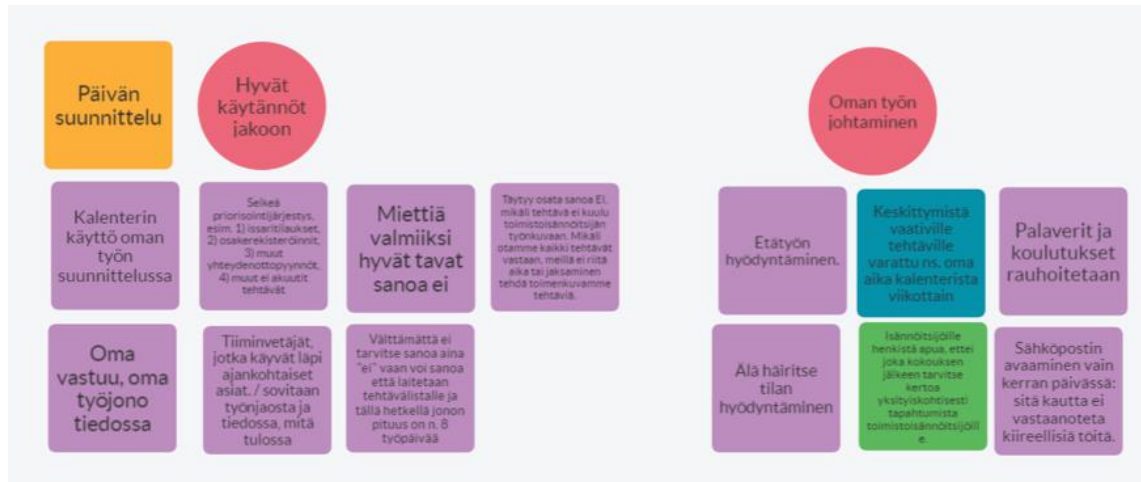 Päivän
suunnittelu
Hyvät
käytännöt
jakoon
Oman työn
johtaminen
Kalenterin
käyttö oman
työn
suunnittelussa
Selkeä
priorisointijärjestys,
esim. 1) issaritilaukset,
2) osakerekisteröinnit,
3) muut
yhteydenottopyynnöt,
4) muut ei akuutit
tehtävät
Miettiä
valmiiksi
hyvät tavat
sanoa ei
Täytyy osata sanoa EI,
mikäli tehtävä ei kuulu
toimistoisännöitsijän
työnkuvaan. Mikäli
otamme kaikki tehtävät
vastaan, meillä ei riitä
aika tai jaksaminen
tehdä toimenkuvamme
tehtäviä.
Etätyön
hyödyntäminen.
Keskittymistä
vaativille
tehtäville
varattu ns. oma
aika kalenterista
viikottain
Palaverit ja
koulutukset
rauhoitetaan
Oma
vastuu, oma
työjono
tiedossa
Tiiminvetäjät,
jotka käyvät läpi
ajankohtaiset
asiat. / sovitaan
työnjaosta ja
tiedossa, mitä
tulossa
Välttämättä ei
tarvitse sanoa aina
"ei" vaan voi sanoa
että laitetaan
tehtävälistalle ja
tällä hetkellä jonon
pituus on n. 8
työpäivää
Älä häiritse
tilan
hyödyntäminen
Isännöitsijöille
henkistä apua, ettei
joka kokouksen
jälkeen tarvitse kertoa
yksityiskohtisesti
tapahtumista
toimistoisännöitsijöill
e.
Sähköpostin
avaaminen vain
kerran päivässä:
sitä kautta ei
vastaanoteta
kiireellisiä töitä.